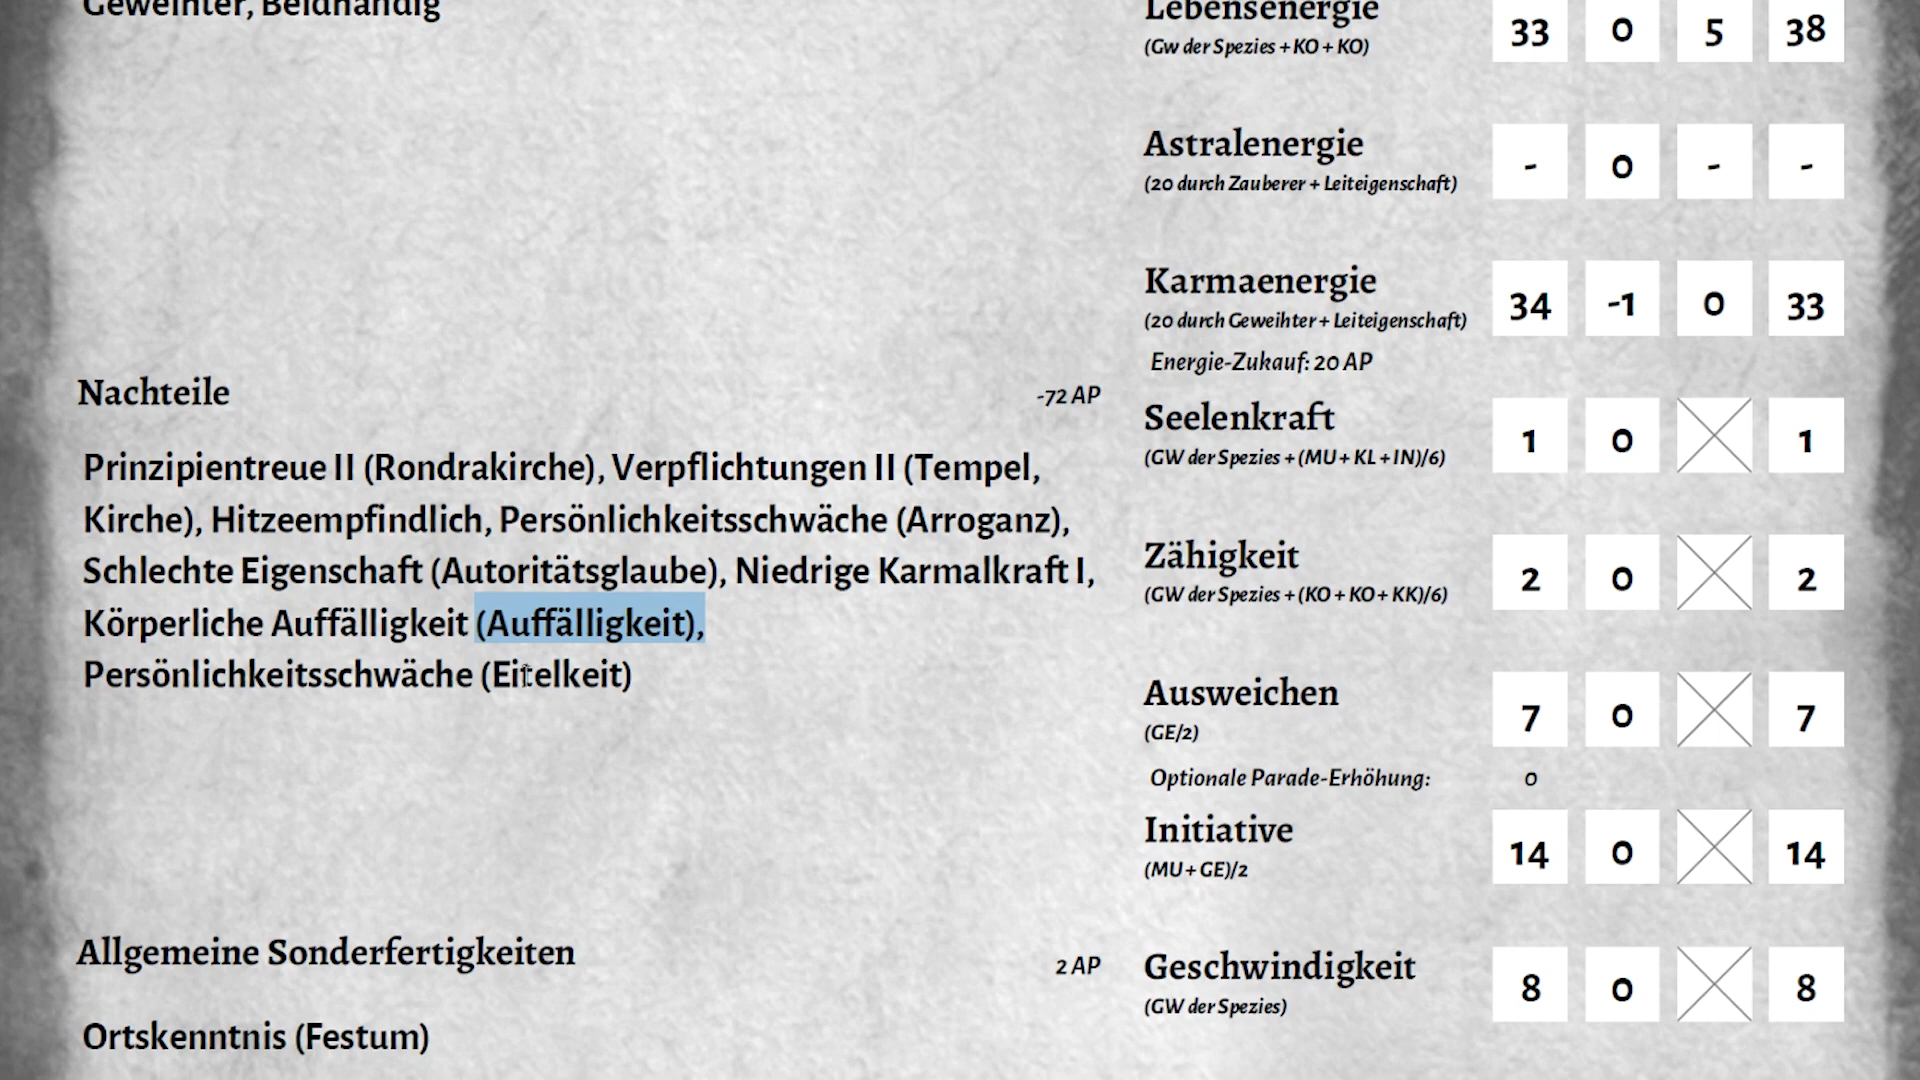 Geweihter, Beidhändig
Nachteile
-72 AP
Prinzipientreue II (Rondrakirche), Verpflichtungen II (Tempel,
Kirche), Hitzeempfindlich, Persönlichkeitsschwäche (Arroganz),
Schlechte Eigenschaft (Autoritätsglaube), Niedrige Karmalkraft I,
Körperliche Auffälligkeit (Auffälligkeit),
Persönlichkeitsschwäche (Eitelkeit)
Allgemeine Sonderfertigkeiten
2 AP
Ortskenntnis (Festum)
Lebensenergie 33 0 5 38
(Gw der Spezies + KO + KO)
Astralenergie - 0 - -
(20 durch Zauberer + Leiteigenschaft)
Karmaenergie 34 -1 0 33
(20 durch Geweihter + Leiteigenschaft)
Energie-Zukauf: 20 AP
Seelenkraft 1 0 1
(GW der Spezies + (MU + KL + IN)/6)
Zähigkeit 2 0 2
(GW der Spezies + (KO + KO + KK)/6)
Ausweichen 7 0 7
(GE/2)
Optionale Parade-Erhöhung: 0
Initiative 14 0 14
(MU + GE)/2
Geschwindigkeit 8 0 8
(GW der Spezies)